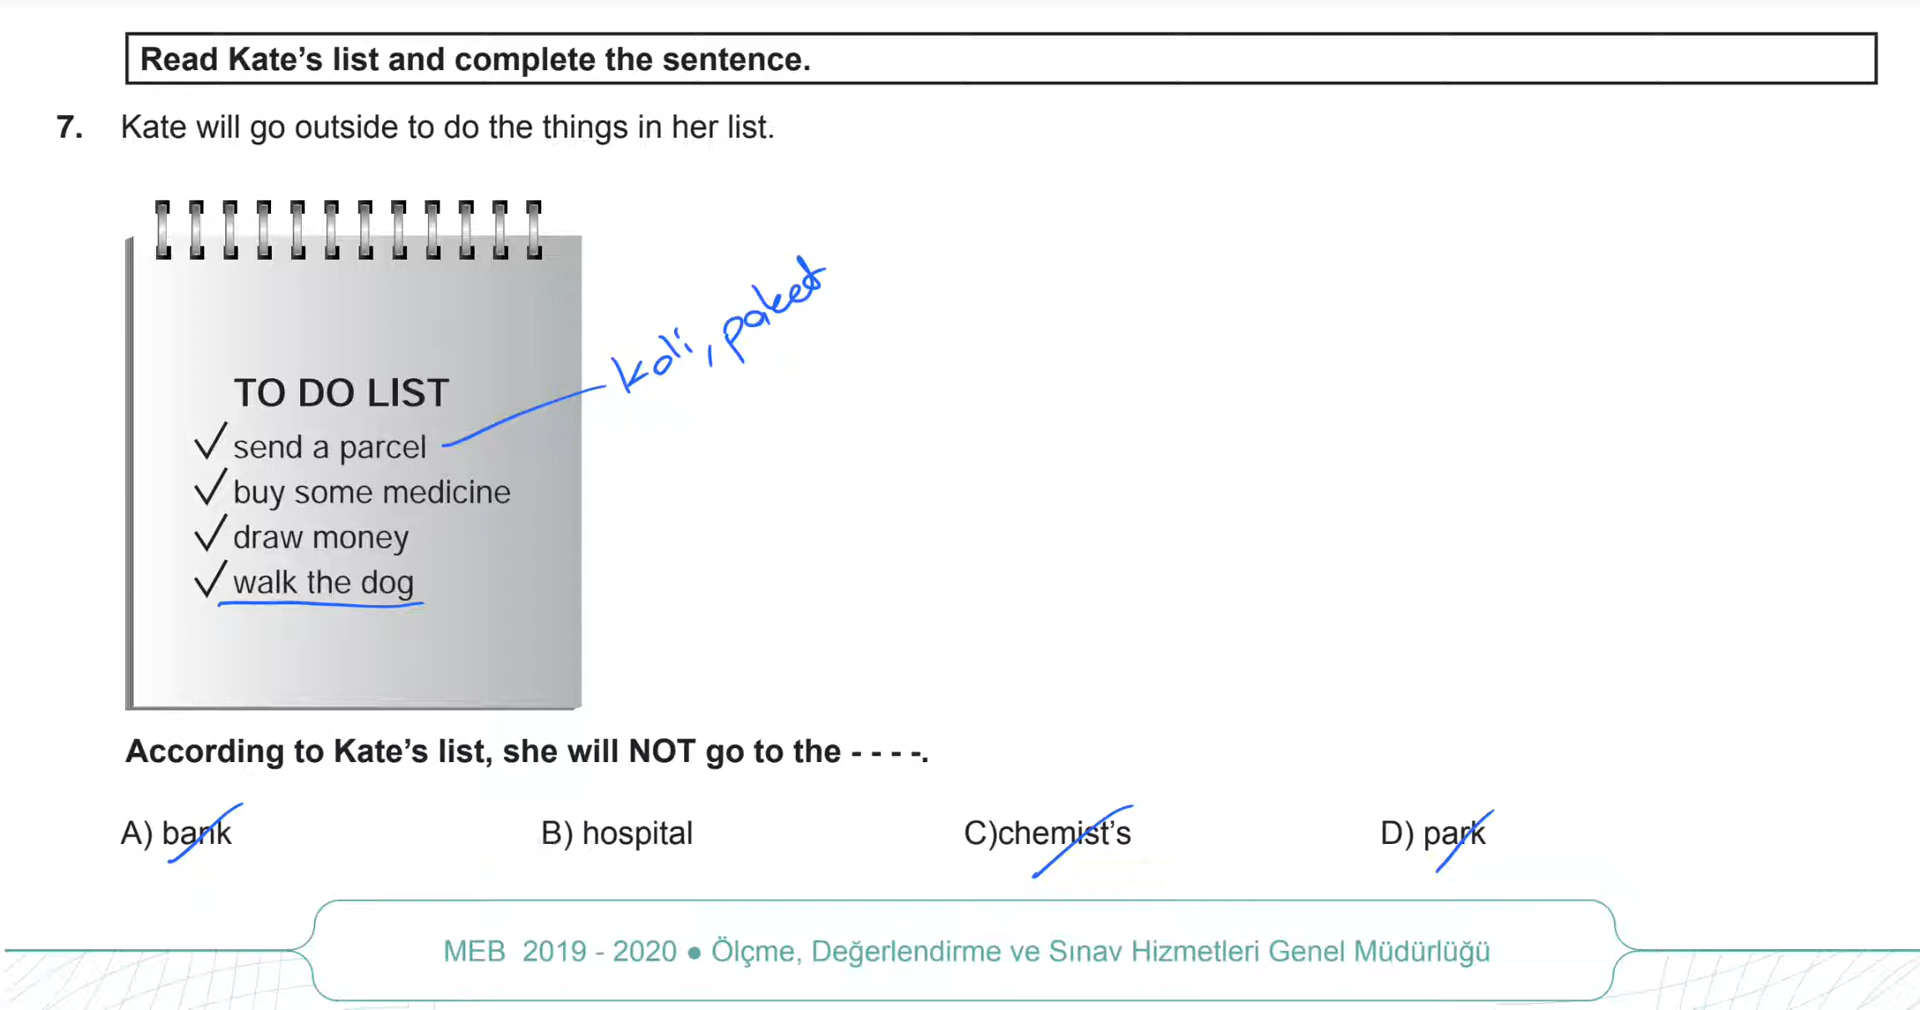 Read Kate's list and complete the sentence.
7. Kate will go outside to do the things in her list.
koli, paket
TO DO LIST
✓ send a parcel
✓ buy some medicine
✓ draw money
✓ walk the dog
According to Kate's list, she will NOT go to the - - - -.
A) bank B) hospital C)chemist's D) park
MEB 2019 - 2020 ● Ölçme, Değerlendirme ve Sınav Hizmetleri Genel Müdürlüğü